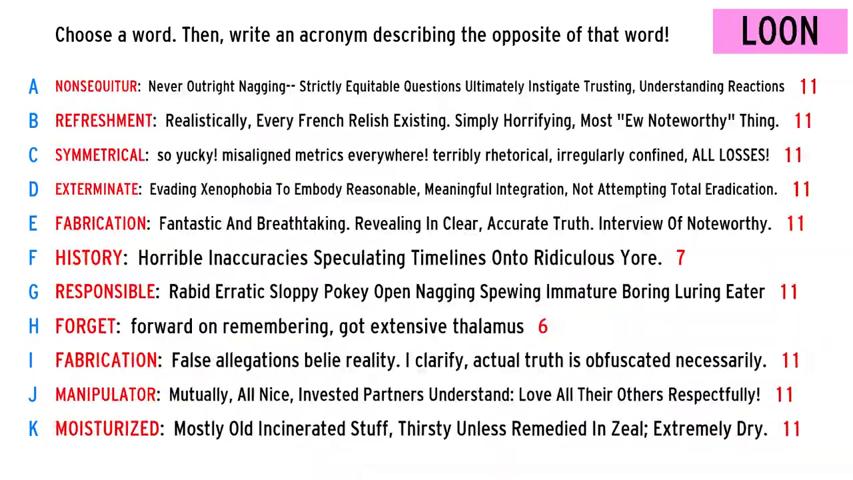 Choose a word. Then, write an acronym describing the opposite of that word!
LOON
A NONSEQUITUR: Never Outright Nagging-- Strictly Equitable Questions Ultimately Instigate Trusting, Understanding Reactions 11
B REFRESHMENT: Realistically, Every French Relish Existing. Simply Horrifying, Most "Ew Noteworthy" Thing. 11
C SYMMETRICAL: so yucky! misaligned metrics everywhere! terribly rhetorical, irregularly confined, ALL LOSSES! 11
D EXTERMINATE: Evading Xenophobia To Embody Reasonable, Meaningful Integration, Not Attempting Total Eradication. 11
E FABRICATION: Fantastic And Breathtaking. Revealing In Clear, Accurate Truth. Interview Of Noteworthy. 11
F HISTORY: Horrible Inaccuracies Speculating Timelines Onto Ridiculous Yore. 7
G RESPONSIBLE: Rabid Erratic Sloppy Pokey Open Nagging Spewing Immature Boring Luring Eater 11
H FORGET: forward on remembering, got extensive thalamus 6
I FABRICATION: False allegations belie reality. I clarify, actual truth is obfuscated necessarily. 11
J MANIPULATOR: Mutually, All Nice, Invested Partners Understand: Love All Their Others Respectfully! 11
K MOISTURIZED: Mostly Old Incinerated Stuff, Thirsty Unless Remedied In Zeal; Extremely Dry. 11